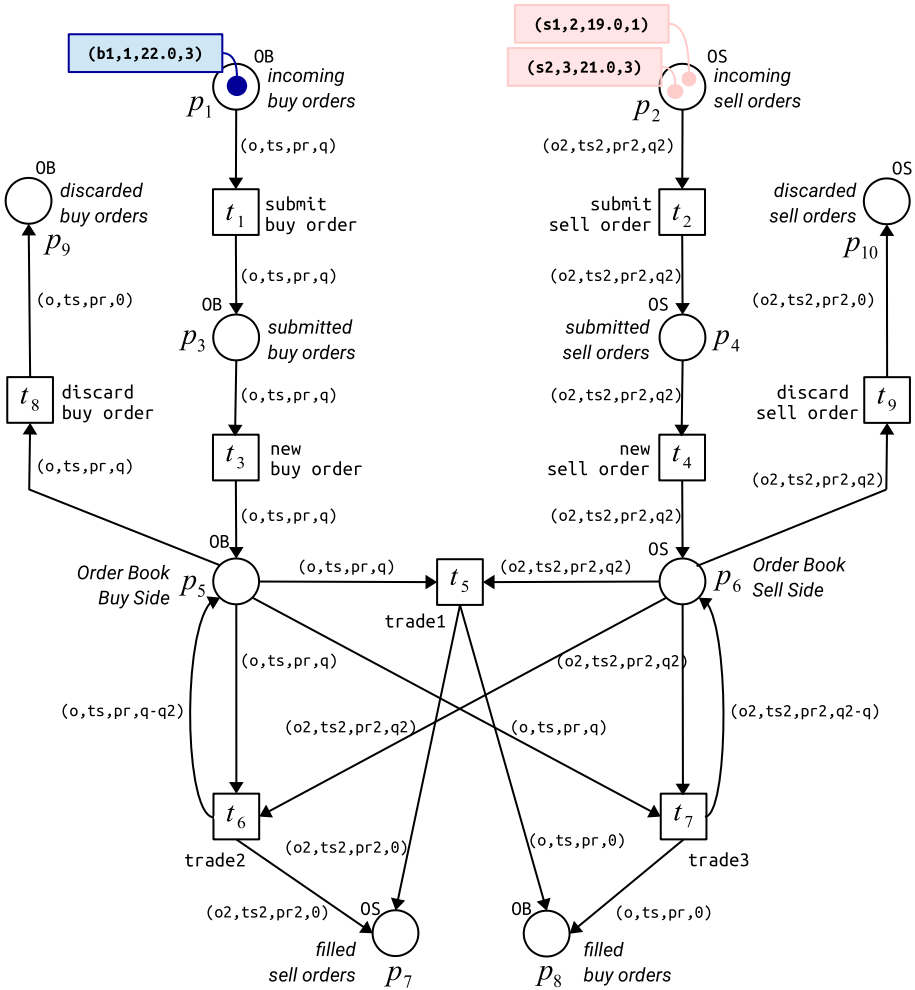 (s1,2,19.0,1)
(b1,1,22.0,3)
OB
incoming
buy orders
p1
(s2,3,21.0,3)
OS
incoming
sell orders
p2
(o,ts,pr,q)
(o2,ts2,pr2,q2)
OB
discarded
buy orders
p9
t1
submit
buy order
submit
sell order
t2
OS
discarded
sell orders
p10
(o,ts,pr,0)
(o,ts,pr,q)
(o2,ts2,pr2,q2)
(o2,ts2,pr2,0)
OB
p3
submitted
buy orders
OS
submitted
sell orders
p4
t8
discard
buy order
(o,ts,pr,q)
(o2,ts2,pr2,q2)
discard
sell order
t9
t3
new
buy order
new
sell order
t4
(o,ts,pr,q)
(o,ts,pr,q)
(o2,ts2,pr2,q2)
(o2,ts2,pr2,q2)
OB
Order Book
Buy Side
p5
(o,ts,pr,q)
t5
trade1
(o2,ts2,pr2,q2)
OS
p6
Order Book
Sell Side
(o,ts,pr,q)
(o2,ts2,pr2,q2)
(o,ts,pr,q-q2)
(o2,ts2,pr2,q2)
(o,ts,pr,q)
(o2,ts2,pr2,q2-q)
t6
trade2
t7
trade3
(o2,ts2,pr2,0)
(o,ts,pr,0)
(o2,ts2,pr2,0)
(o,ts,pr,0)
OS
filled
sell orders
p7
OB
filled
buy orders
p8